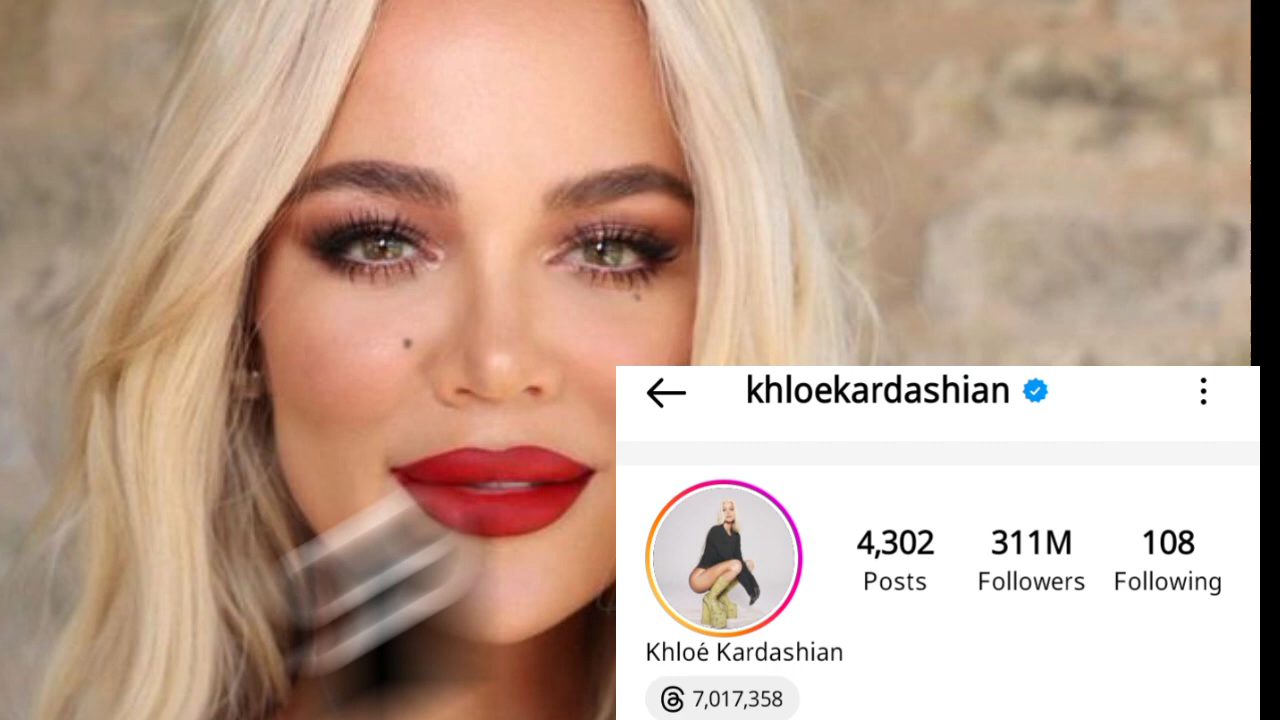 khloekardashian
4,302 311M 108
Posts Followers Following
Khloé Kardashian
7,017,358